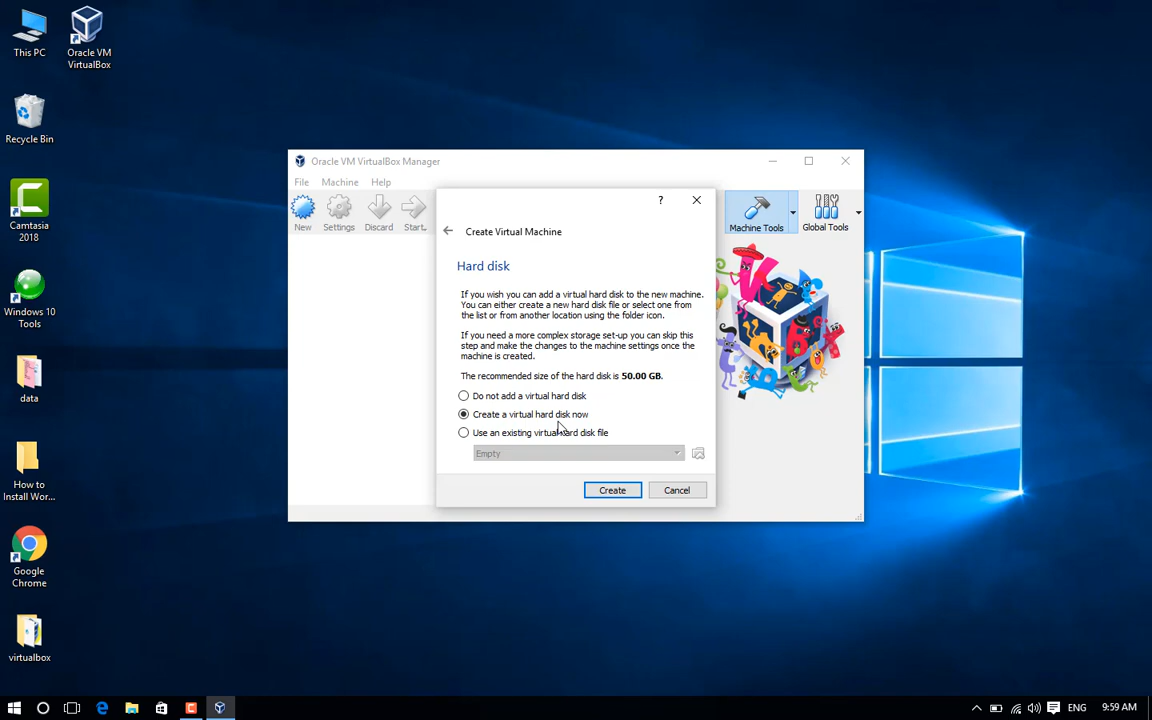 This PC
Oracle VM
VirtualBox
Recycle Bin
Camtasia
2018
Windows 10
Tools
data
How to
Install Wor...
Google
Chrome
virtualbox
Oracle VM VirtualBox Manager
File Machine Help
New Settings Discard Start
Machine Tools Global Tools
?
Create Virtual Machine
Hard disk
If you wish you can add a virtual hard disk to the new machine.
You can either create a new hard disk file or select one from
the list or from another location using the folder icon.
If you need a more complex storage set-up you can skip this
step and make the changes to the machine settings once the
machine is created.
The recommended size of the hard disk is 50.00 GB.
Do not add a virtual hard disk
Create a virtual hard disk now
Use an existing virtual hard disk file
Empty
Create Cancel
ENG 9:59 AM